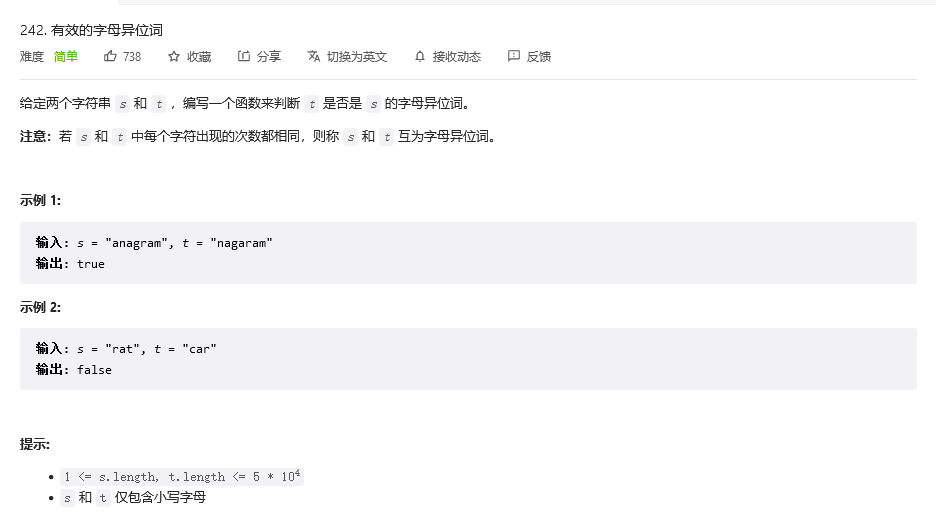 242. 有效的字母异位词
难度 简单 738 收藏 分享 切换为英文 接收动态 反馈
给定两个字符串 s 和 t ，编写一个函数来判断 t 是否是 s 的字母异位词。
注意：若 s 和 t 中每个字符出现的次数都相同，则称 s 和 t 互为字母异位词。
示例 1:
输入: s = "anagram", t = "nagaram"
输出: true
示例 2:
输入: s = "rat", t = "car"
输出: false
提示:
1 <= s.length, t.length <= 5 * 10⁴
s 和 t 仅包含小写字母